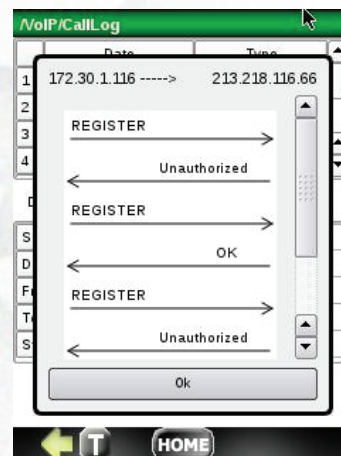 /VoIP/CallLog
Date Type
1
172.30.1.116 -----> 213.218.116.66
2
REGISTER
3
4
Unauthorized
REGISTER
S
OK
D
REGISTER
S
Unauthorized
Ok
T HOME